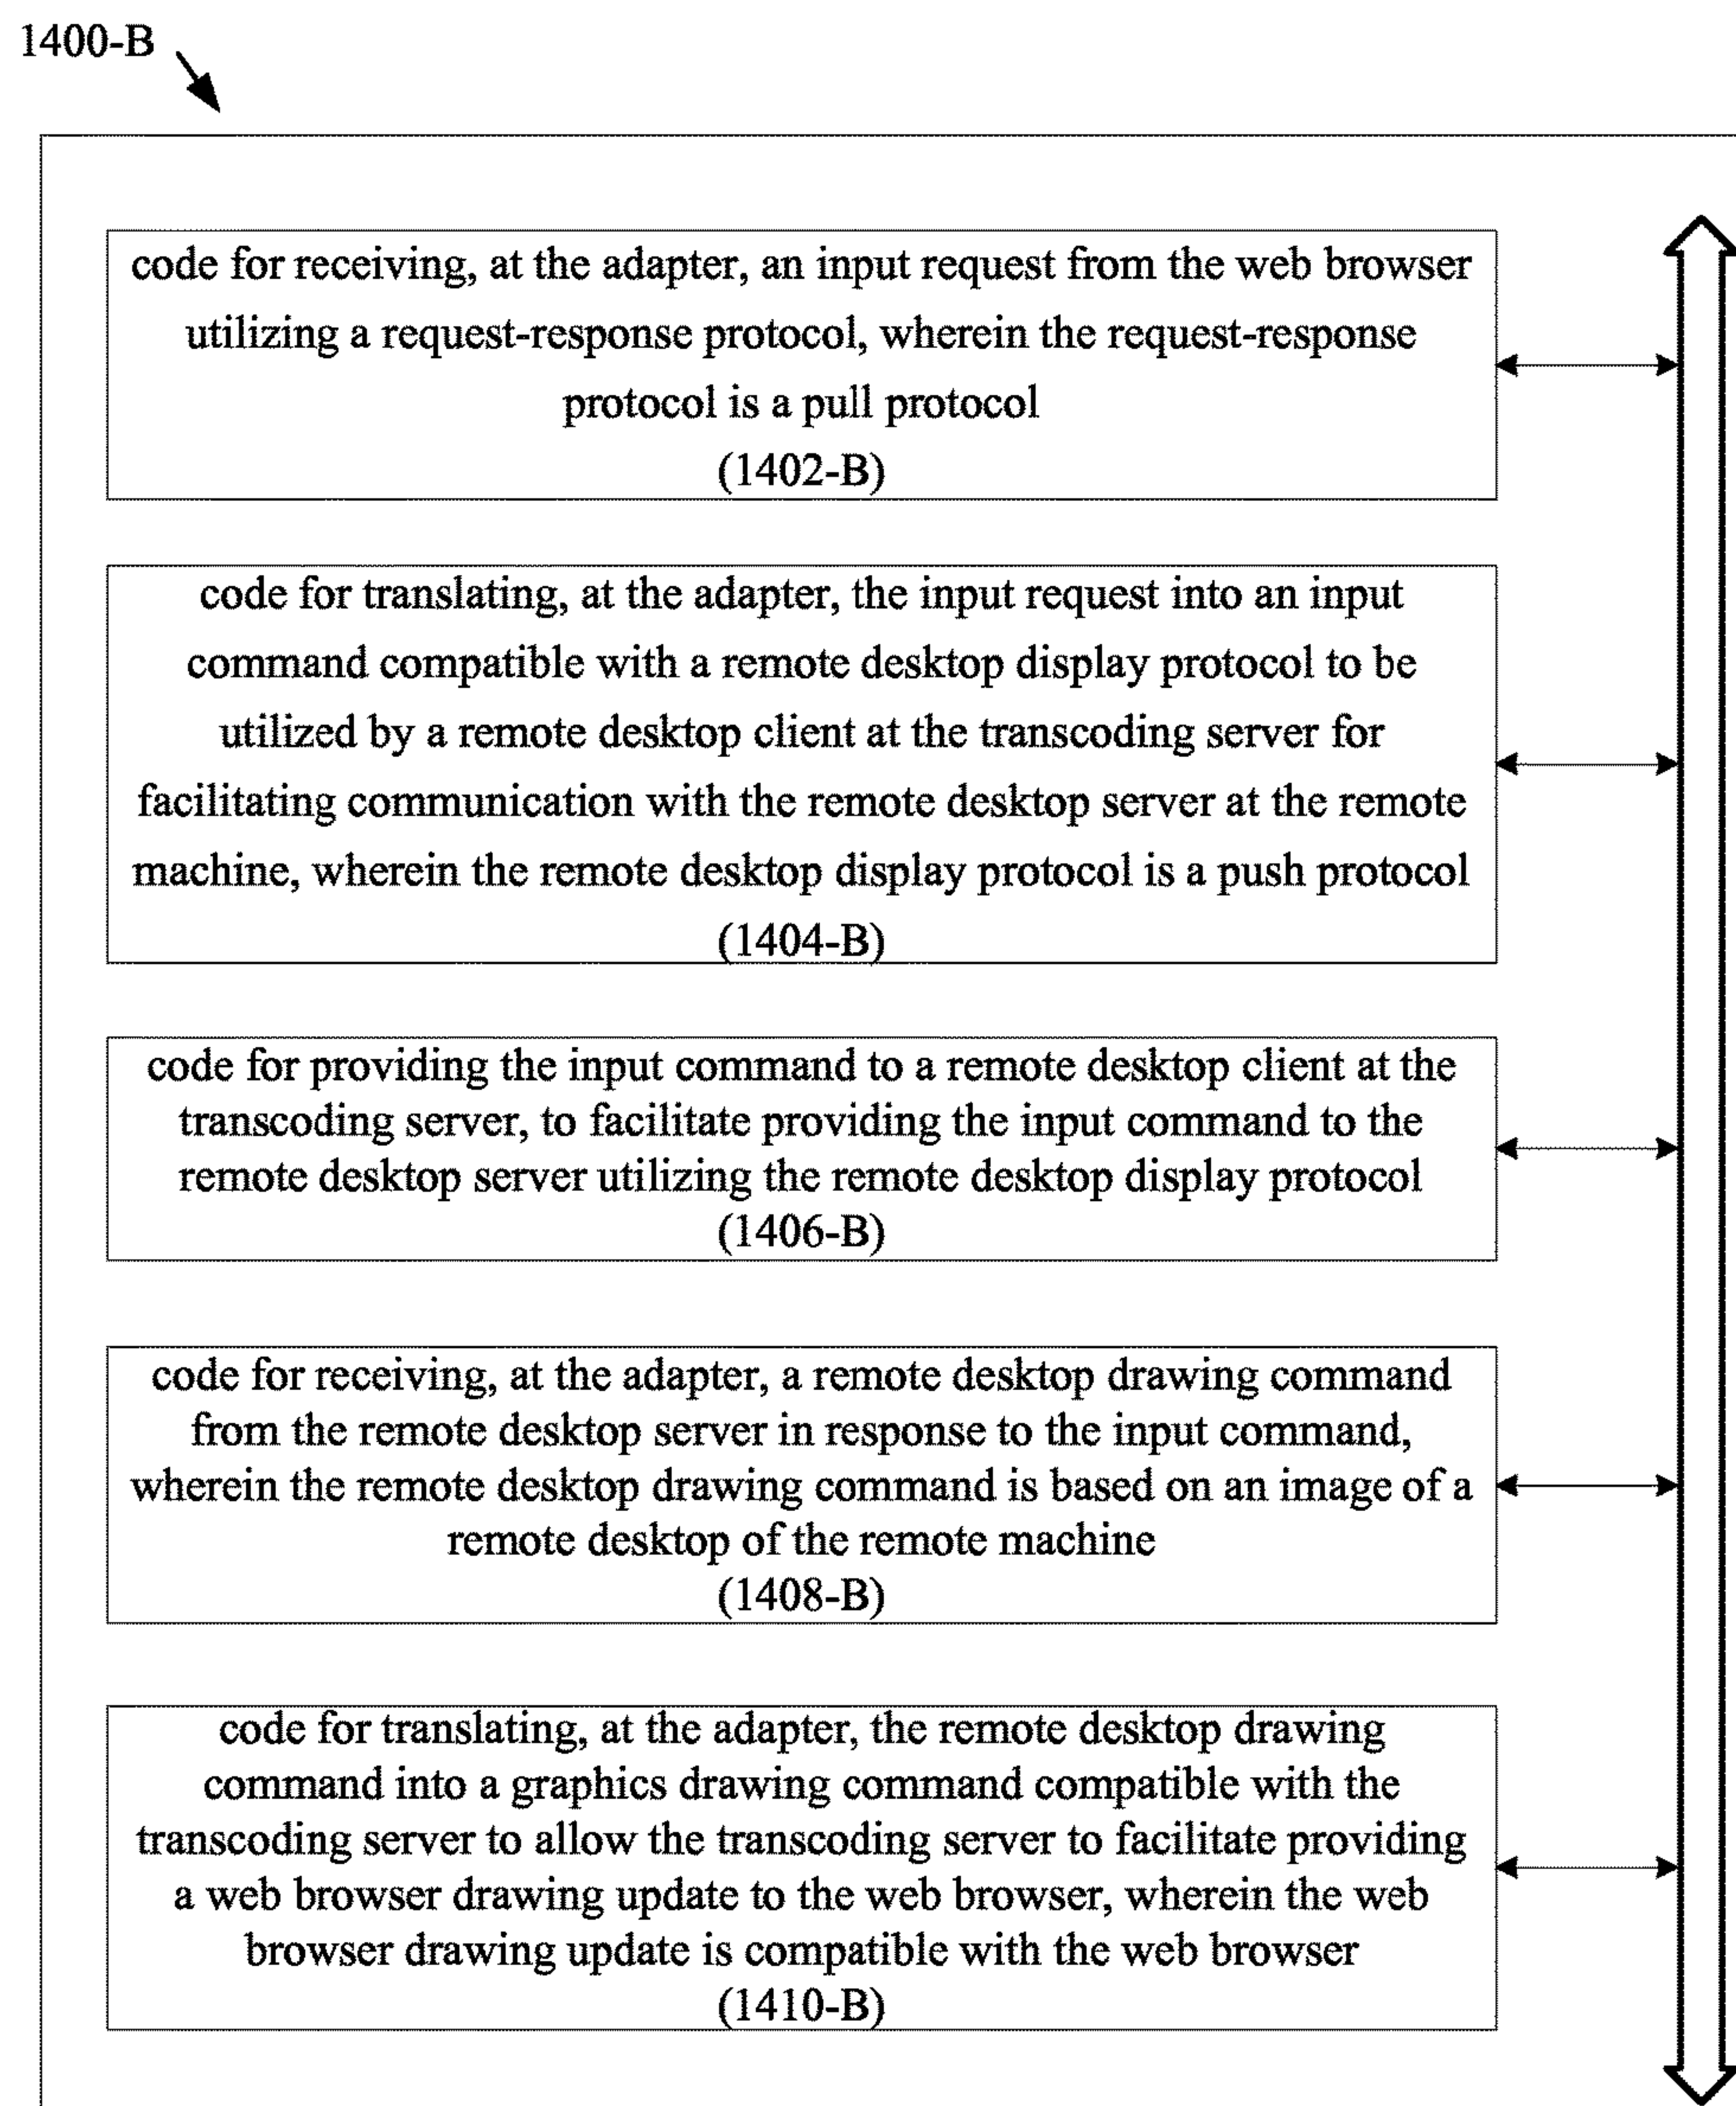 1400-B
code for receiving, at the adapter, an input request from the web browser
utilizing a request-response protocol, wherein the request-response
protocol is a pull protocol
(1402-B)
code for translating, at the adapter, the input request into an input
command compatible with a remote desktop display protocol to be
utilized by a remote desktop client at the transcoding server for
facilitating communication with the remote desktop server at the remote
machine, wherein the remote desktop display protocol is a push protocol
(1404-B)
code for providing the input command to a remote desktop client at the
transcoding server, to facilitate providing the input command to the
remote desktop server utilizing the remote desktop display protocol
(1406-B)
code for receiving, at the adapter, a remote desktop drawing command
from the remote desktop server in response to the input command,
wherein the remote desktop drawing command is based on an image of a
remote desktop of the remote machine
(1408-B)
code for translating, at the adapter, the remote desktop drawing
command into a graphics drawing command compatible with the
transcoding server to allow the transcoding server to facilitate providing
a web browser drawing update to the web browser, wherein the web
browser drawing update is compatible with the web browser
(1410-B)